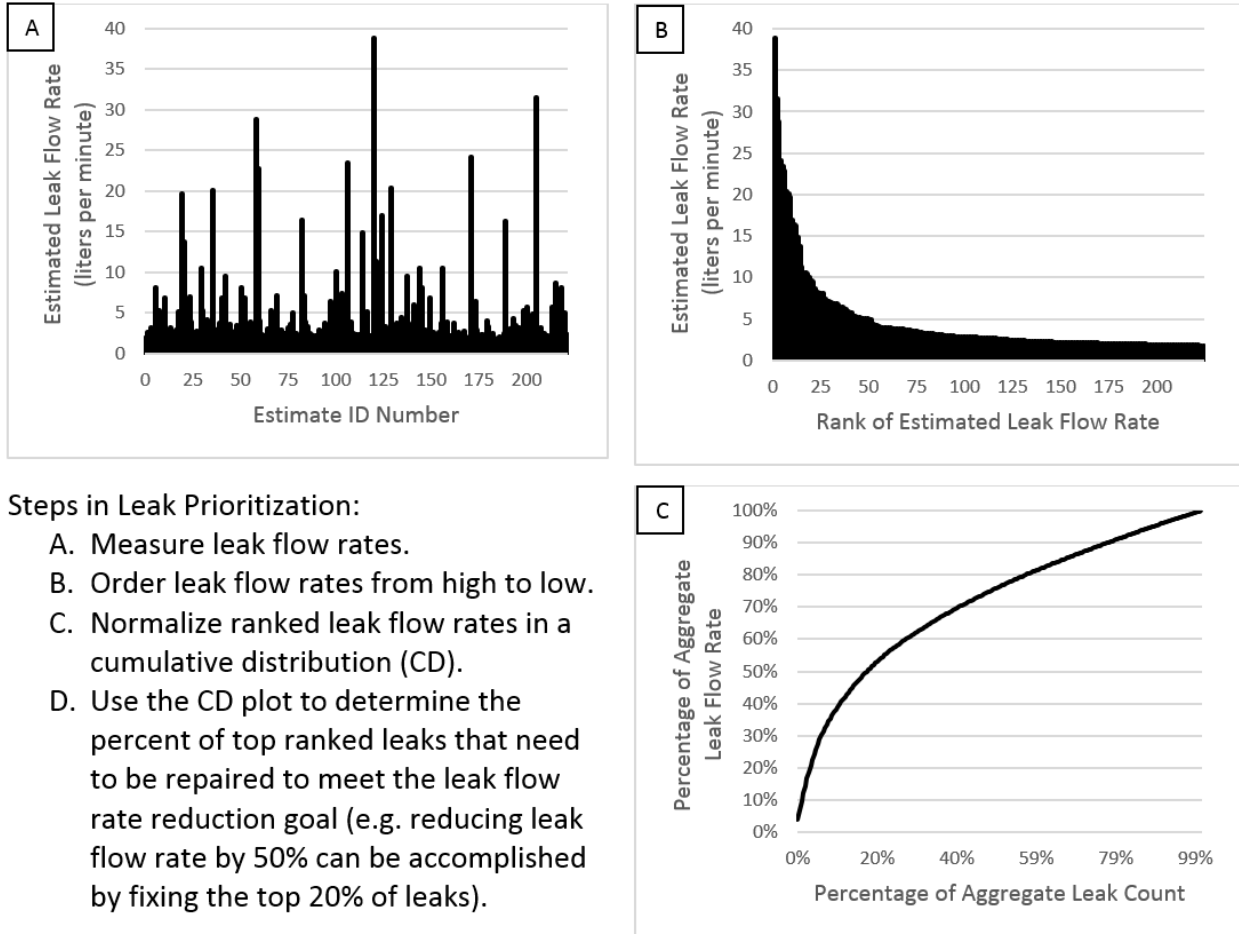 A
Estimated Leak Flow Rate
(liters per minute)
40
35
30
25
20
15
10
5
0
0 25 50 75 100 125 150 175 200
Estimate ID Number
B
Estimated Leak Flow Rate
(liters per minute)
40
35
30
25
20
15
10
5
0
0 25 50 75 100 125 150 175 200
Rank of Estimated Leak Flow Rate
Steps in Leak Prioritization:
A. Measure leak flow rates.
B. Order leak flow rates from high to low.
C. Normalize ranked leak flow rates in a
cumulative distribution (CD).
D. Use the CD plot to determine the
percent of top ranked leaks that need
to be repaired to meet the leak flow
rate reduction goal (e.g. reducing leak
flow rate by 50% can be accomplished
by fixing the top 20% of leaks).
C
Percentage of Aggregate
Leak Flow Rate
100%
90%
80%
70%
60%
50%
40%
30%
20%
10%
0%
0% 20% 40% 59% 79% 99%
Percentage of Aggregate Leak Count